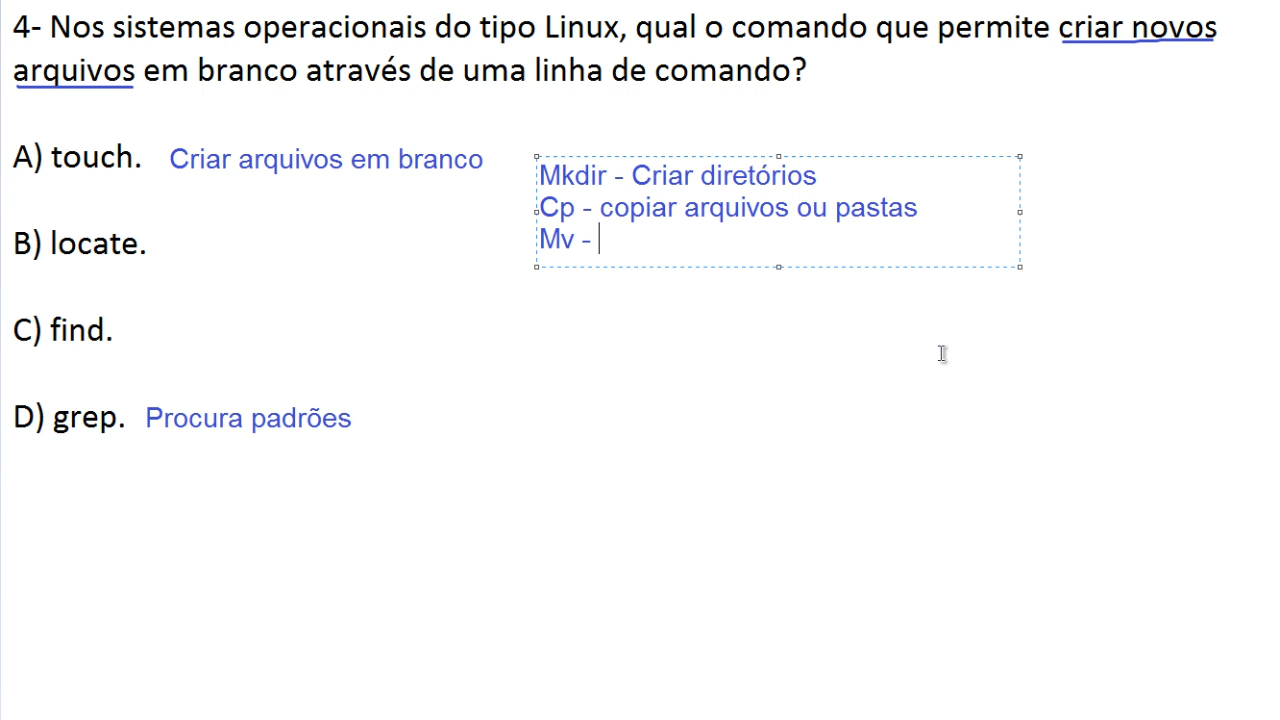 4- Nos sistemas operacionais do tipo Linux, qual o comando que permite criar novos
arquivos em branco através de uma linha de comando?
A) touch. Criar arquivos em branco
Mkdir - Criar diretórios
Cp - copiar arquivos ou pastas
Mv -
B) locate.
C) find.
D) grep. Procura padrões